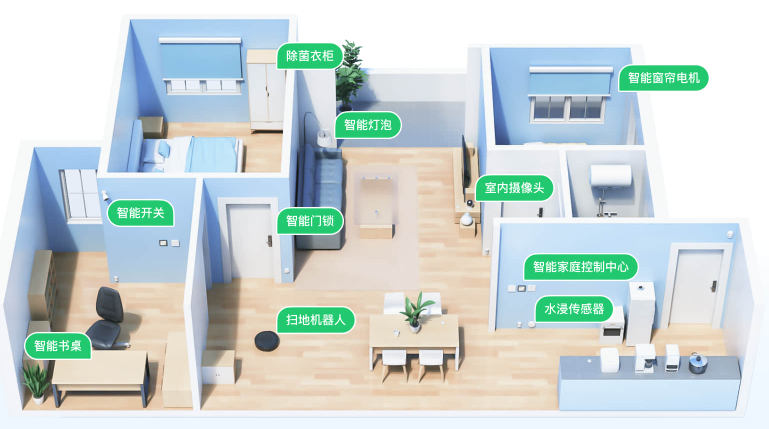 除菌衣柜
智能窗帘电机
智能灯泡
室内摄像头
智能开关
智能门锁
智能家庭控制中心
水浸传感器
扫地机器人
智能书桌